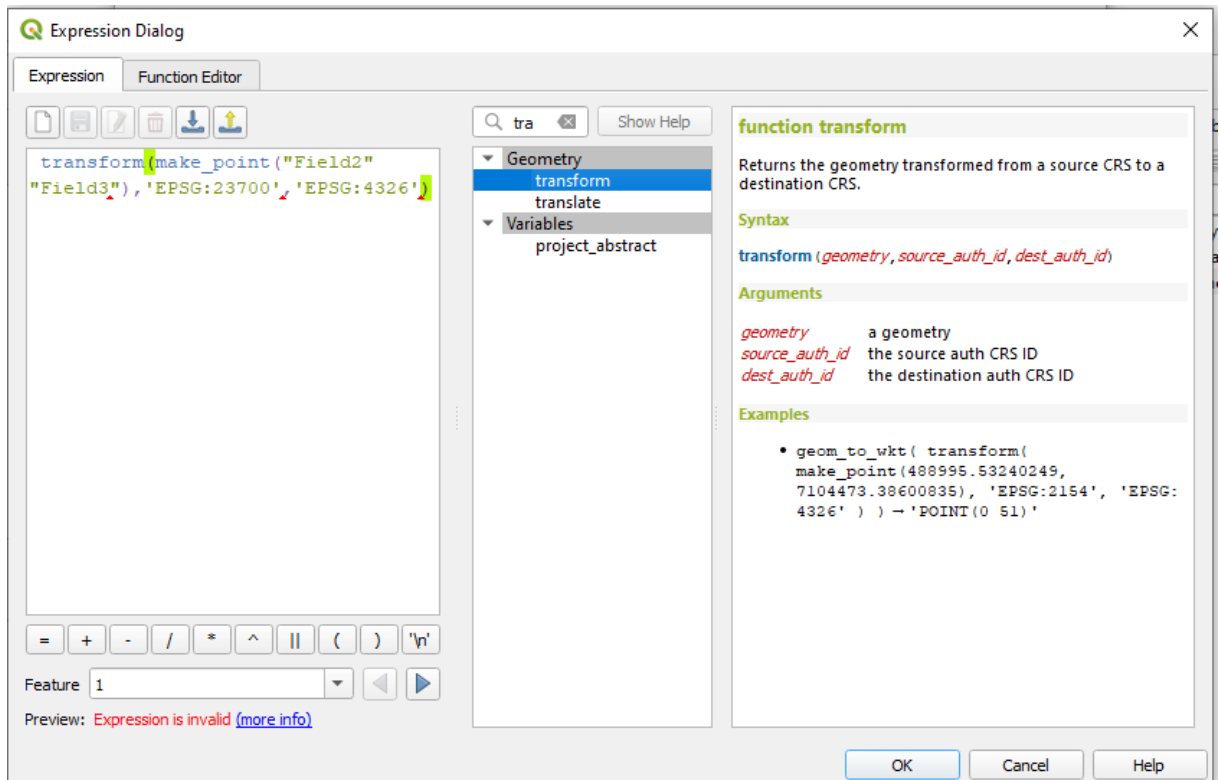 Expression Dialog
Expression
Function Editor
transform(make_point("Field2"
"Field3"),'EPSG:23700','EPSG:4326')
= + - / * ^ || ( ) '\n'
Feature 1
Preview: Expression is invalid (more info)
tra
Show Help
Geometry
transform
translate
Variables
project_abstract
function transform
Returns the geometry transformed from a source CRS to a
destination CRS.
Syntax
transform (geometry, source_auth_id, dest_auth_id)
Arguments
geometry a geometry
source_auth_id the source auth CRS ID
dest_auth_id the destination auth CRS ID
Examples
• geom_to_wkt( transform(
make_point(488995.53240249,
7104473.38600835), 'EPSG:2154', 'EPSG:
4326' ) ) → 'POINT(0 51)'
OK
Cancel
Help